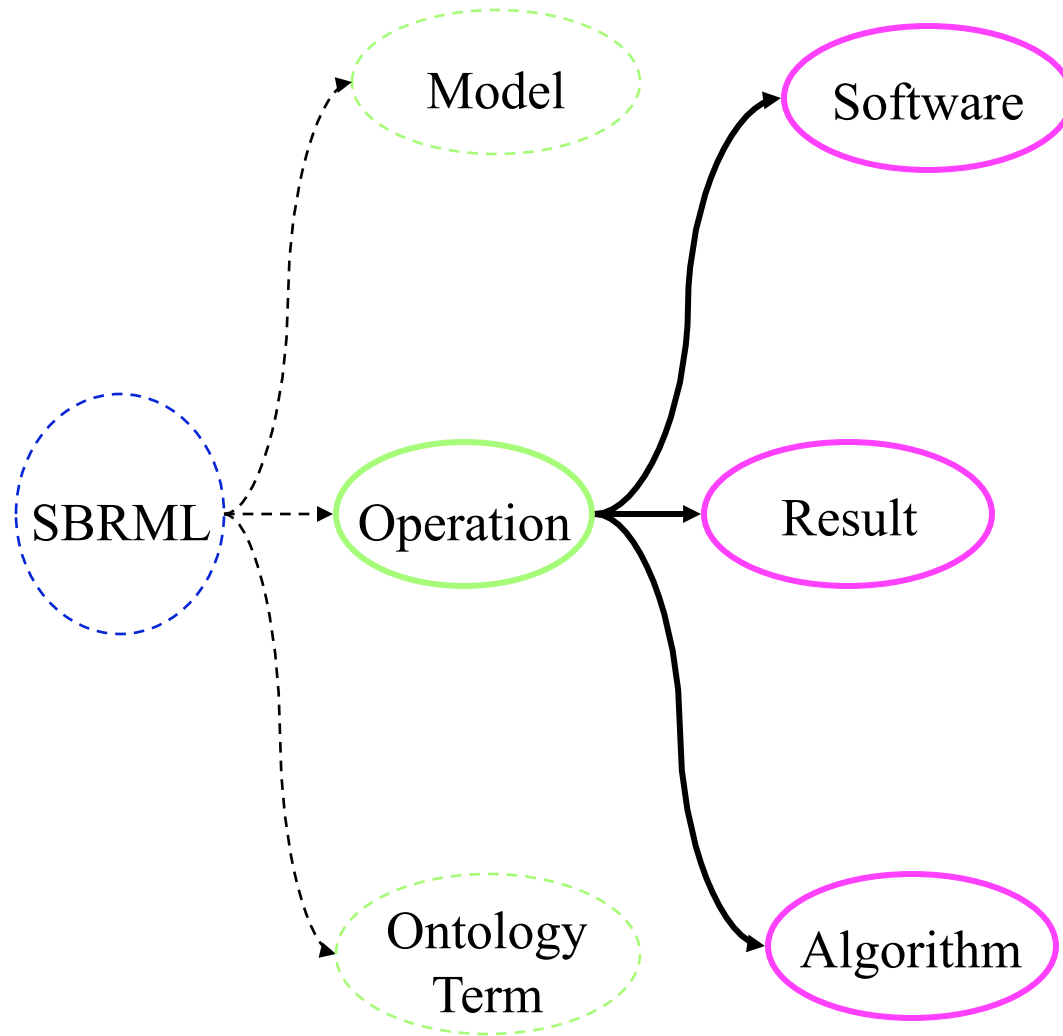 Model
Software
SBRML
Operation
Result
Ontology
Term
Algorithm